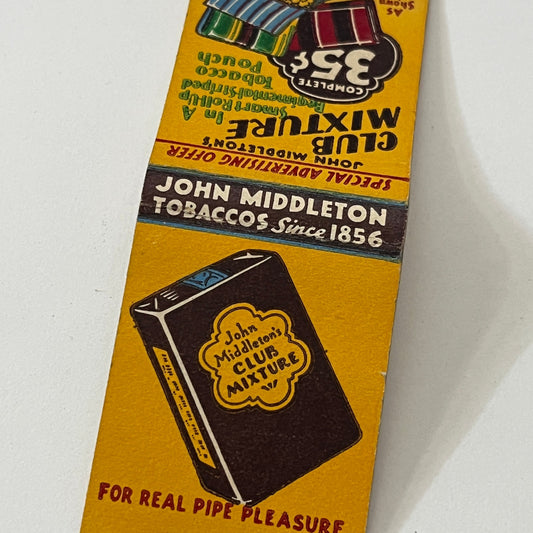 SPECIAL ADVERTISING OFFER
JOHN MIDDLETON'S
CLUB
MIXTURE
In A
Smart Roll-Up
Regimental Striped
Tobacco
Pouch
COMPLETE
35¢
As
Shown
JOHN MIDDLETON
TOBACCOS Since 1856
John
Middleton's
CLUB
MIXTURE
FOR REAL PIPE PLEASURE